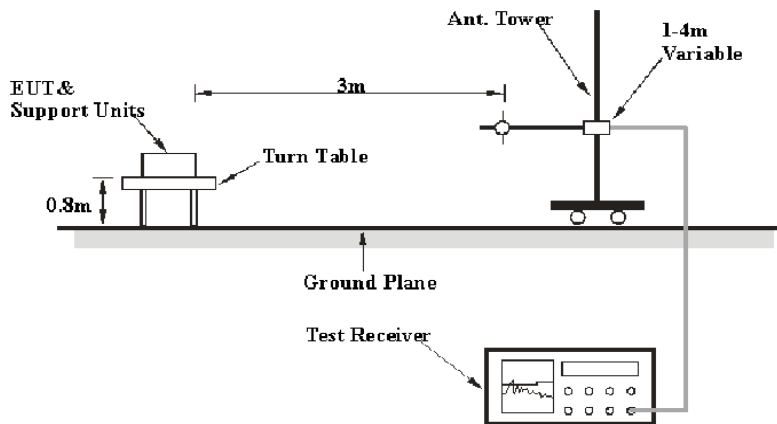 Ant. Tower
1-4m
Variable
EUT&
Support Units
3m
Turn Table
0.8m
Ground Plane
Test Receiver